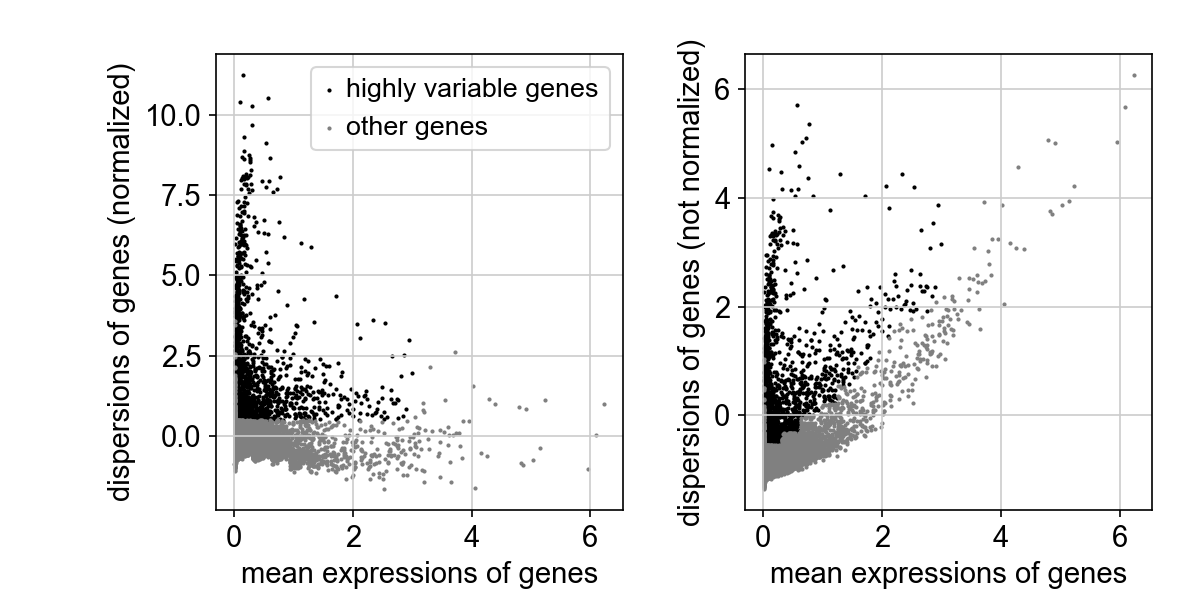 dispersions of genes (normalized)
10.0
7.5
5.0
2.5
0.0
highly variable genes
other genes
0 2 4 6
mean expressions of genes
dispersions of genes (not normalized)
6
4
2
0
0 2 4 6
mean expressions of genes